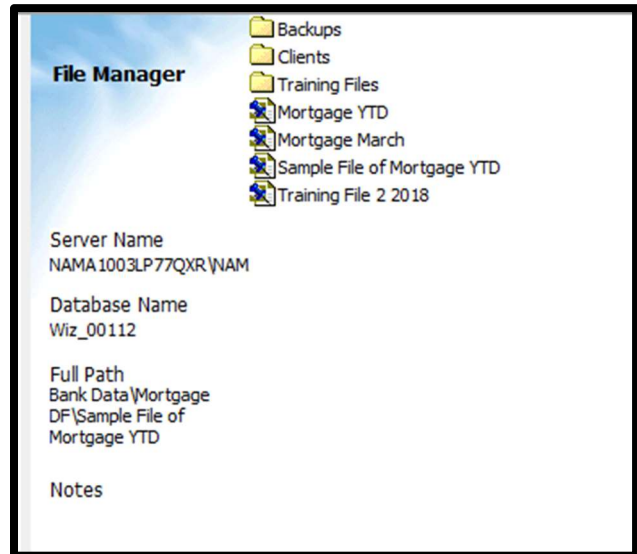 File Manager
Backups
Clients
Training Files
Mortgage YTD
Mortgage March
Sample File of Mortgage YTD
Training File 2 2018
Server Name
NAMA1003LP77QXR\NAM
Database Name
Wiz_00112
Full Path
Bank Data\Mortgage
DF\Sample File of
Mortgage YTD
Notes